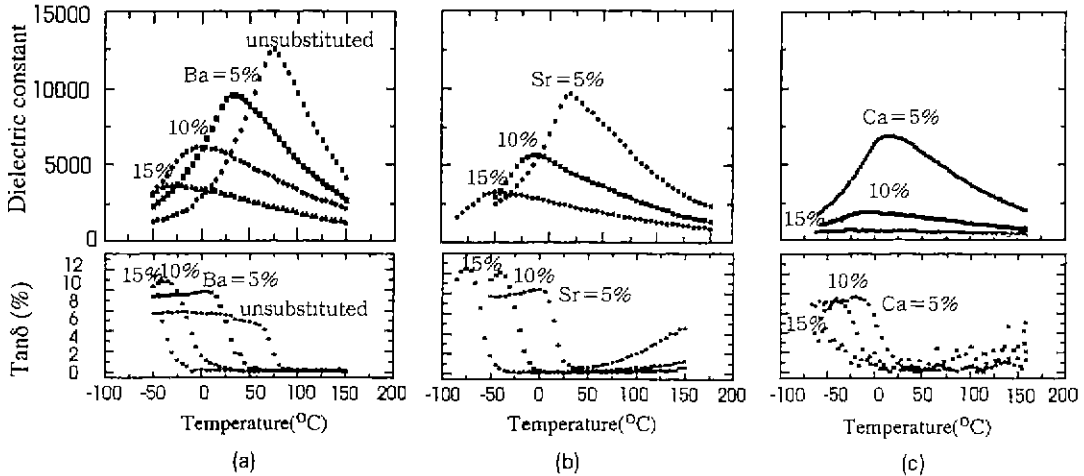 15000
10000
5000
0
Dielectric constant
unsubstituted
Ba=5%
10%
15%
Sr=5%
10%
15%
Ca=5%
10%
15%
12
10
8
6
4
2
0
Tanδ (%)
15%
10%
Ba=5%
unsubstituted
15%
10%
Sr=5%
10%
Ca=5%
15%
-100 -50 0 50 100 150 200
-100 -50 0 50 100 150 200
-100 -50 0 50 100 150 200
Temperature(°C)
Temperature(°C)
Temperature(°C)
(a)
(b)
(c)